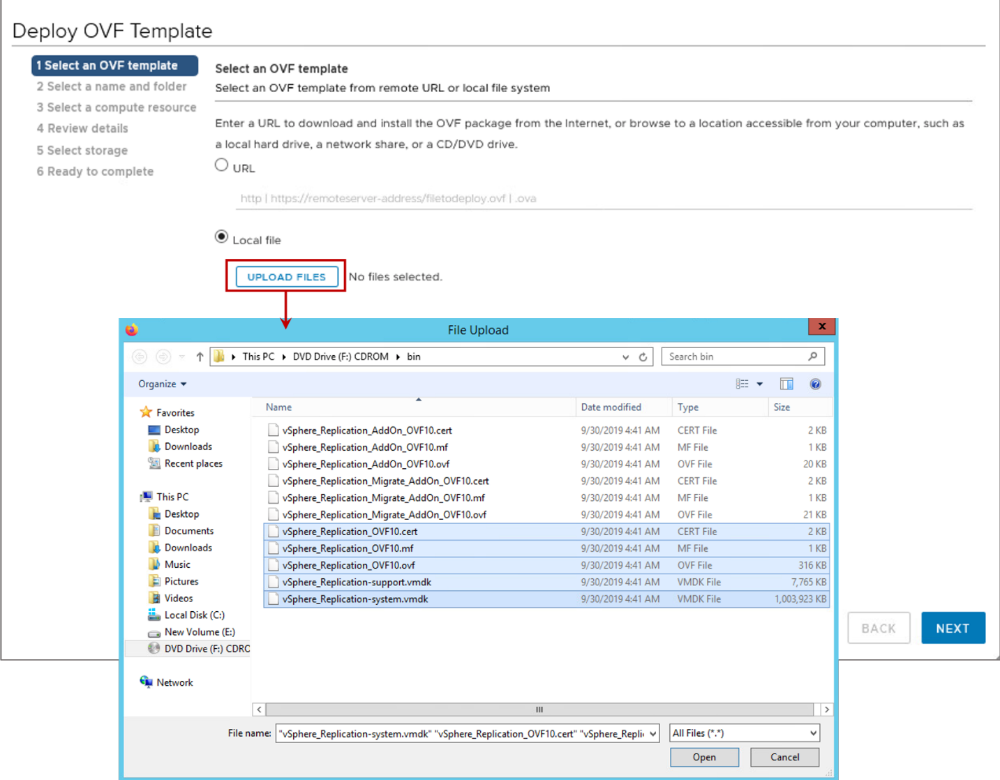 Deploy OVF Template
1 Select an OVF template
2 Select a name and folder
3 Select a compute resource
4 Review details
5 Select storage
6 Ready to complete
Select an OVF template
Select an OVF template from remote URL or local file system
Enter a URL to download and install the OVF package from the Internet, or browse to a location accessible from your computer, such as
a local hard drive, a network share, or a CD/DVD drive.
URL
http | https://remoteserver-address/filetodeploy.ovf | .ova
Local file
UPLOAD FILES No files selected.
File Upload
x
This PC DVD Drive (F:) CDROM bin
Search bin
Organize
Favorites
Desktop
Downloads
Recent places
This PC
Desktop
Documents
Downloads
Music
Pictures
Videos
Local Disk (C:)
New Volume (E:)
DVD Drive (F:) CDRO
Network
Name Date modified Type Size
vSphere_Replication_AddOn_OVF10.cert 9/30/2019 4:41 AM CERT File 2 KB
vSphere_Replication_AddOn_OVF10.mf 9/30/2019 4:41 AM MF File 1 KB
vSphere_Replication_AddOn_OVF10.ovf 9/30/2019 4:41 AM OVF File 20 KB
vSphere_Replication_Migrate_AddOn_OVF10.cert 9/30/2019 4:41 AM CERT File 2 KB
vSphere_Replication_Migrate_AddOn_OVF10.mf 9/30/2019 4:41 AM MF File 1 KB
vSphere_Replication_Migrate_AddOn_OVF10.ovf 9/30/2019 4:41 AM OVF File 21 KB
vSphere_Replication_OVF10.cert 9/30/2019 4:41 AM CERT File 2 KB
vSphere_Replication_OVF10.mf 9/30/2019 4:41 AM MF File 1 KB
vSphere_Replication_OVF10.ovf 9/30/2019 4:41 AM OVF File 316 KB
vSphere_Replication-support.vmdk 9/30/2019 4:41 AM VMDK File 7,765 KB
vSphere_Replication-system.vmdk 9/30/2019 4:41 AM VMDK File 1,003,923 KB
File name: "vSphere_Replication-system.vmdk" "vSphere_Replication_OVF10.cert" "vSphere_Repli
All Files (*.*)
Open
Cancel
BACK
NEXT